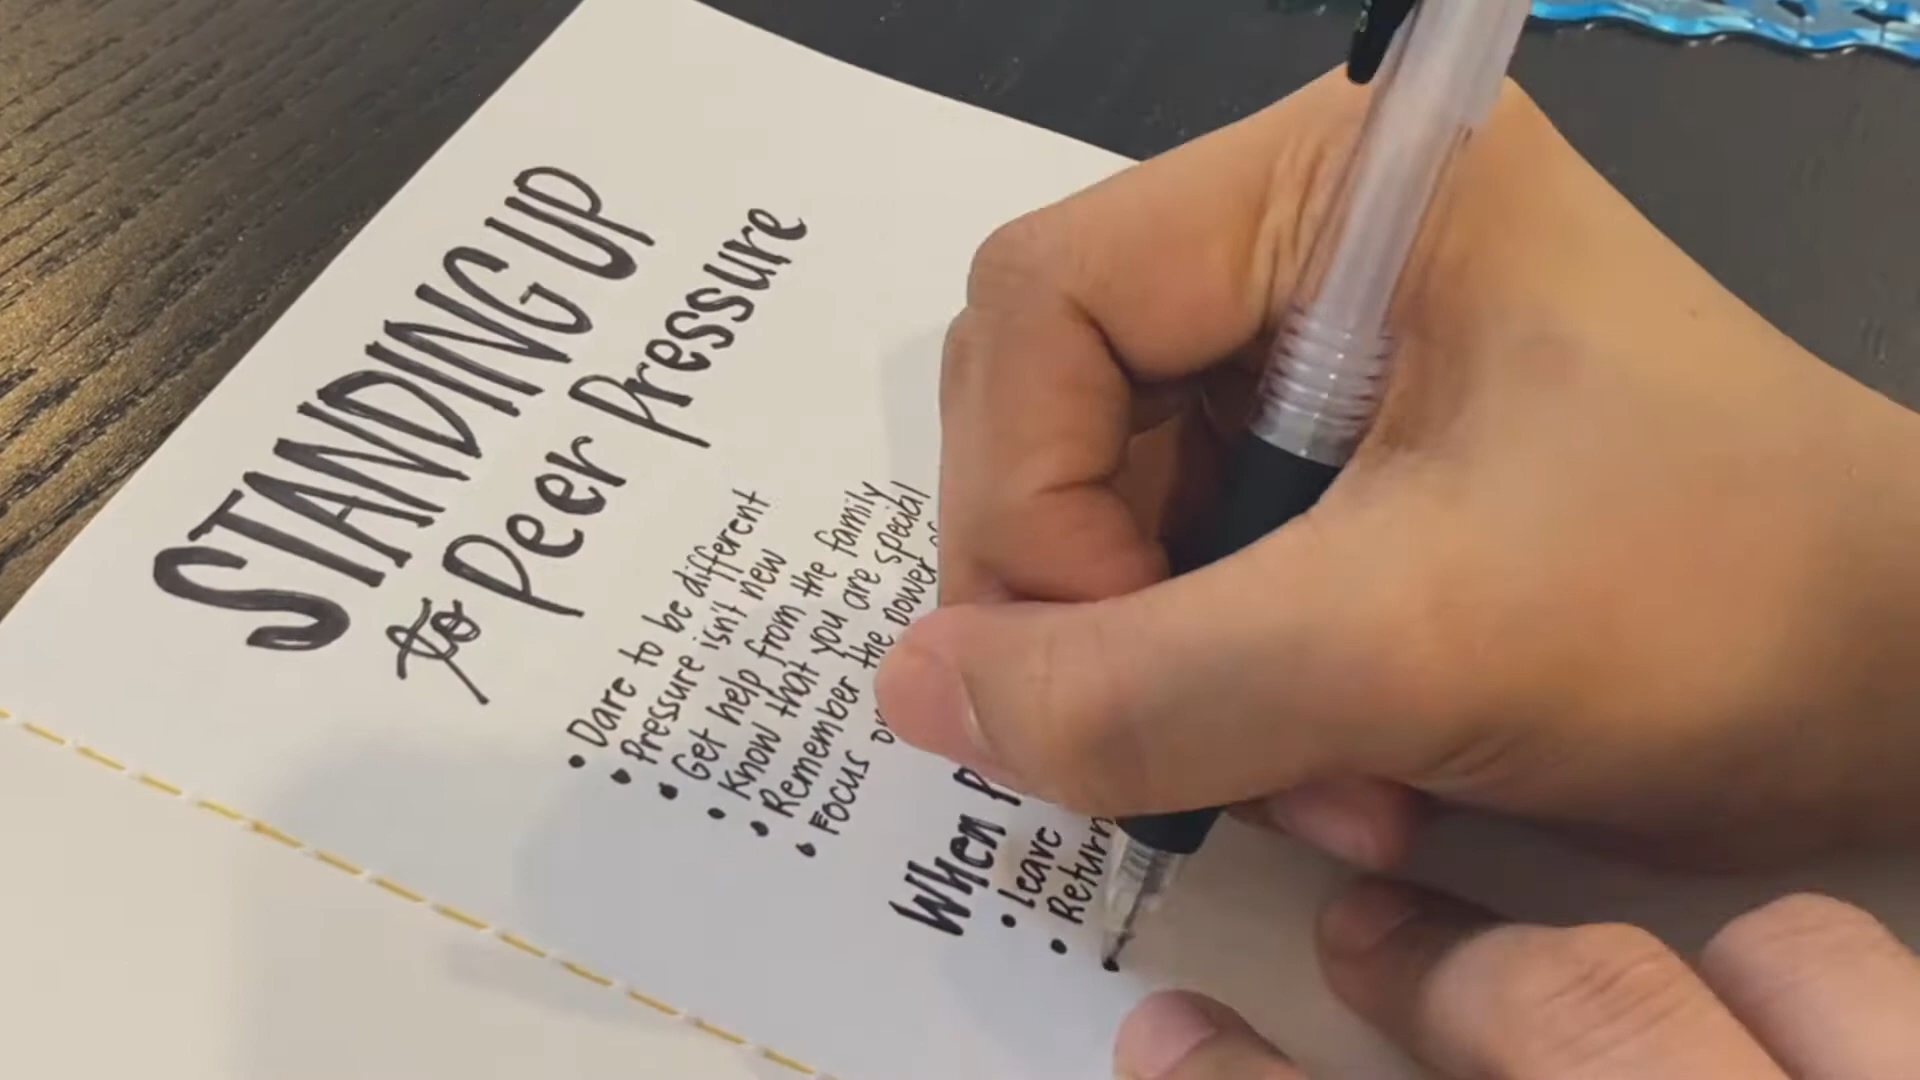 STANDING UP
to Peer Pressure
• Dare to be different
• Pressure isn't new
• Get help from the family
• Know that you are special
• Remember the power
• Focus
When
• Leave
• Return
•